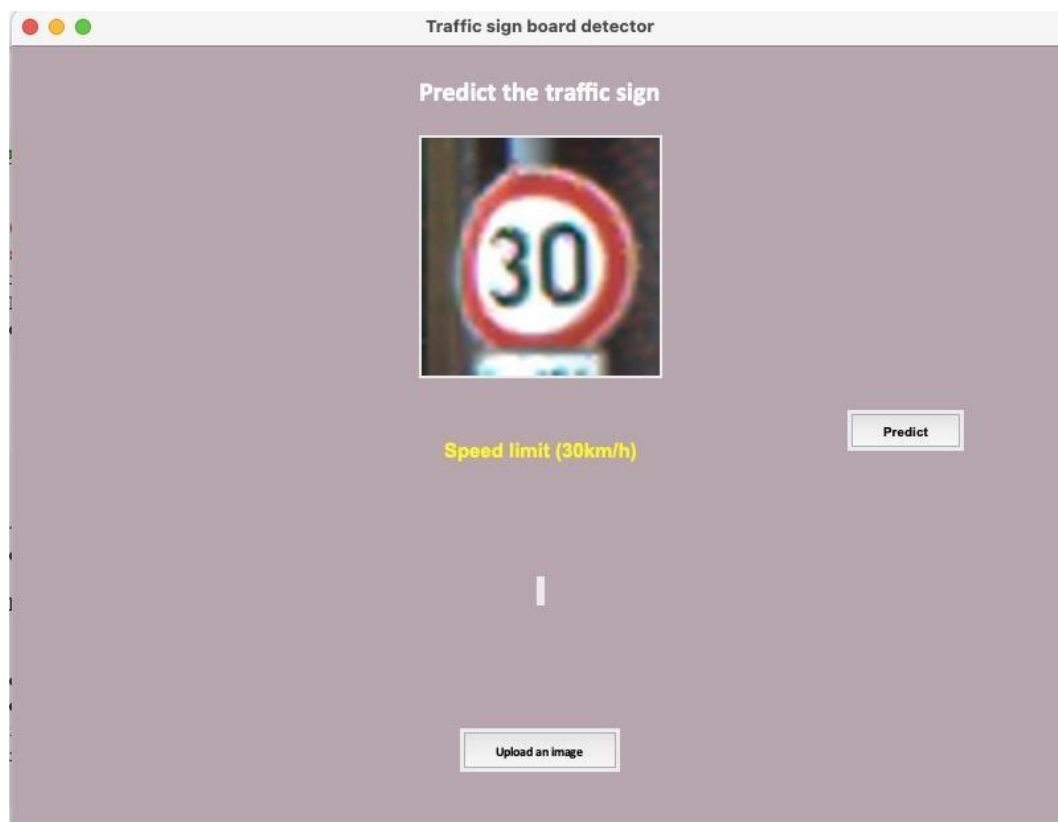 Traffic sign board detector
Predict the traffic sign
30
Predict
Speed limit (30km/h)
Upload an image